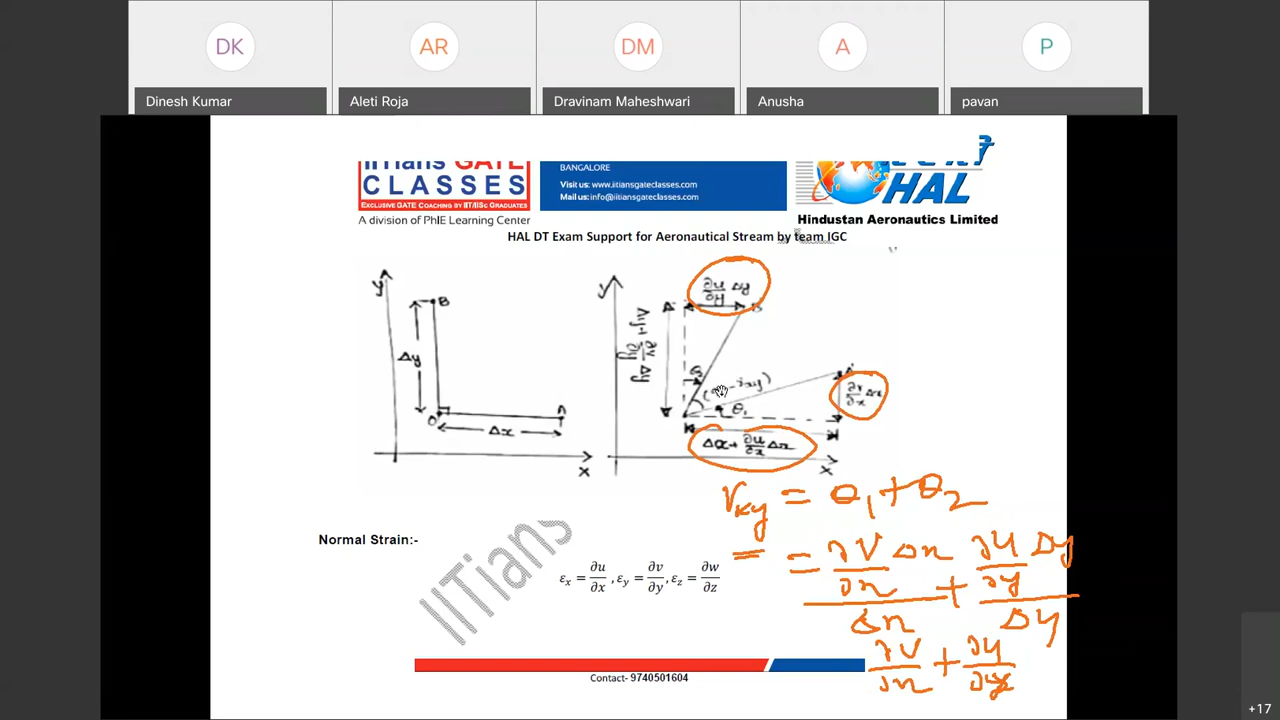 DK AR DM A P
Dinesh Kumar Aleti Roja Dravinam Maheshwari Anusha pavan
IITians GATE
CLASSES
EXCLUSIVE GATE COACHING BY IIT/IISc GRADUATES
A division of PhIE Learning Center
BANGALORE
Visit us: www.iitiansgateclasses.com
Mail us: info@iitiansgateclasses.com
HAL
Hindustan Aeronautics Limited
HAL DT Exam Support for Aeronautical Stream by team IGC
y
B
Δy
O
A
Δx
x
y
∂u/∂y Δy
Δy+ ∂v/∂y Δy
θ₂
θ₁
∂v/∂x Δx
Δx+ ∂u/∂x Δx
x
γxy = θ₁ + θ₂
= ∂v/∂x Δx / Δx + ∂u/∂y Δy / Δy
∂v/∂x + ∂u/∂y
Normal Strain:-
εx = ∂u/∂x , εy = ∂v/∂y, εz = ∂w/∂z
IITians
Contact- 9740501604
+17